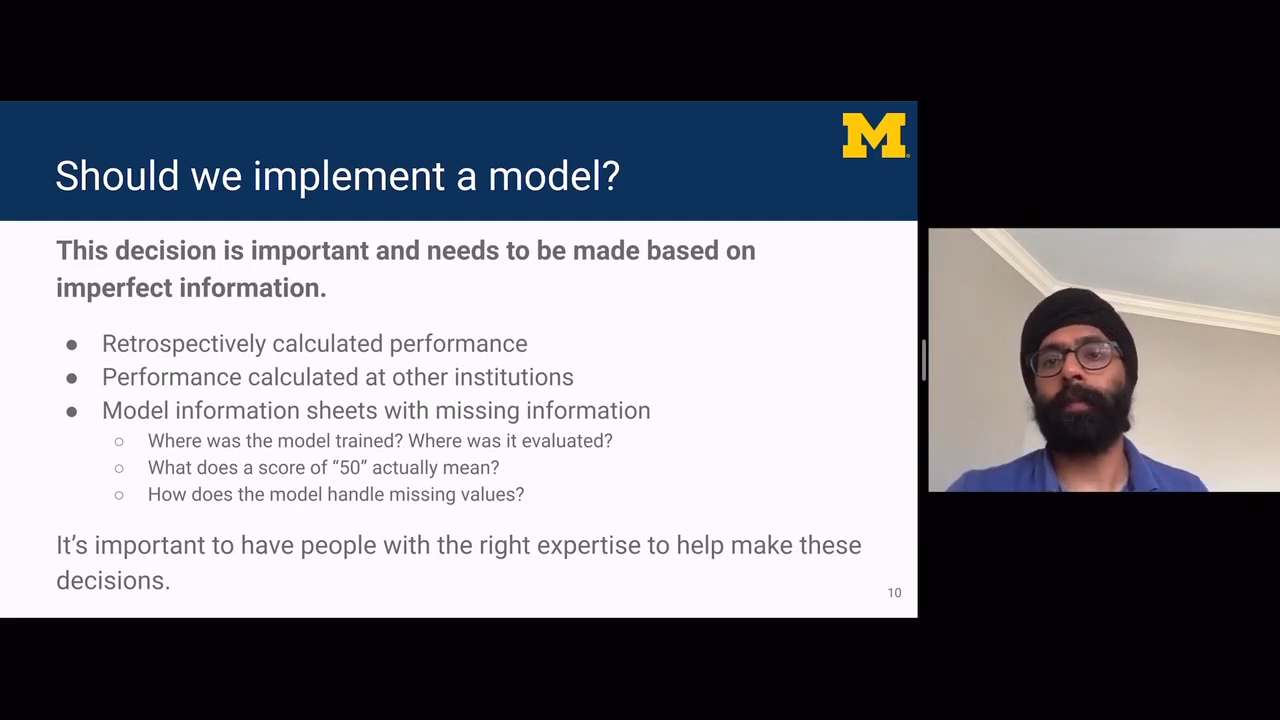 M
Should we implement a model?
This decision is important and needs to be made based on
imperfect information.
● Retrospectively calculated performance
● Performance calculated at other institutions
● Model information sheets with missing information
○ Where was the model trained? Where was it evaluated?
○ What does a score of “50” actually mean?
○ How does the model handle missing values?
It’s important to have people with the right expertise to help make these
decisions.
10